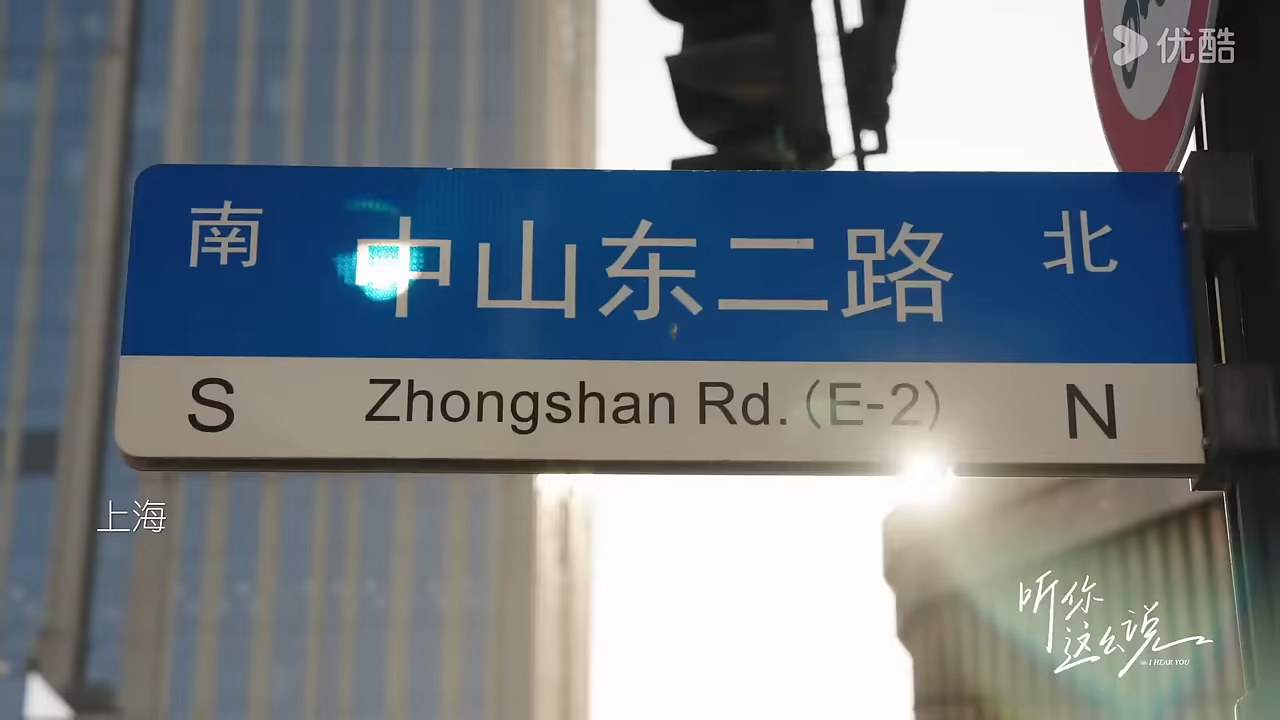 优酷
南 中山东二路 北
S Zhongshan Rd. (E-2) N
上海
听你
这么说
I HEAR YOU